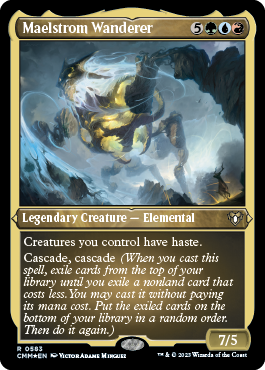 Maelstrom Wanderer 5
Legendary Creature — Elemental
Creatures you control have haste.
Cascade, cascade (When you cast this
spell, exile cards from the top of your
library until you exile a nonland card that
costs less. You may cast it without paying
its mana cost. Put the exiled cards on the
bottom of your library in a random order.
Then do it again.)
7/5
R 0563
CMM★EN Victor Adame Minguez
™ & © 2023 Wizards of the Coast